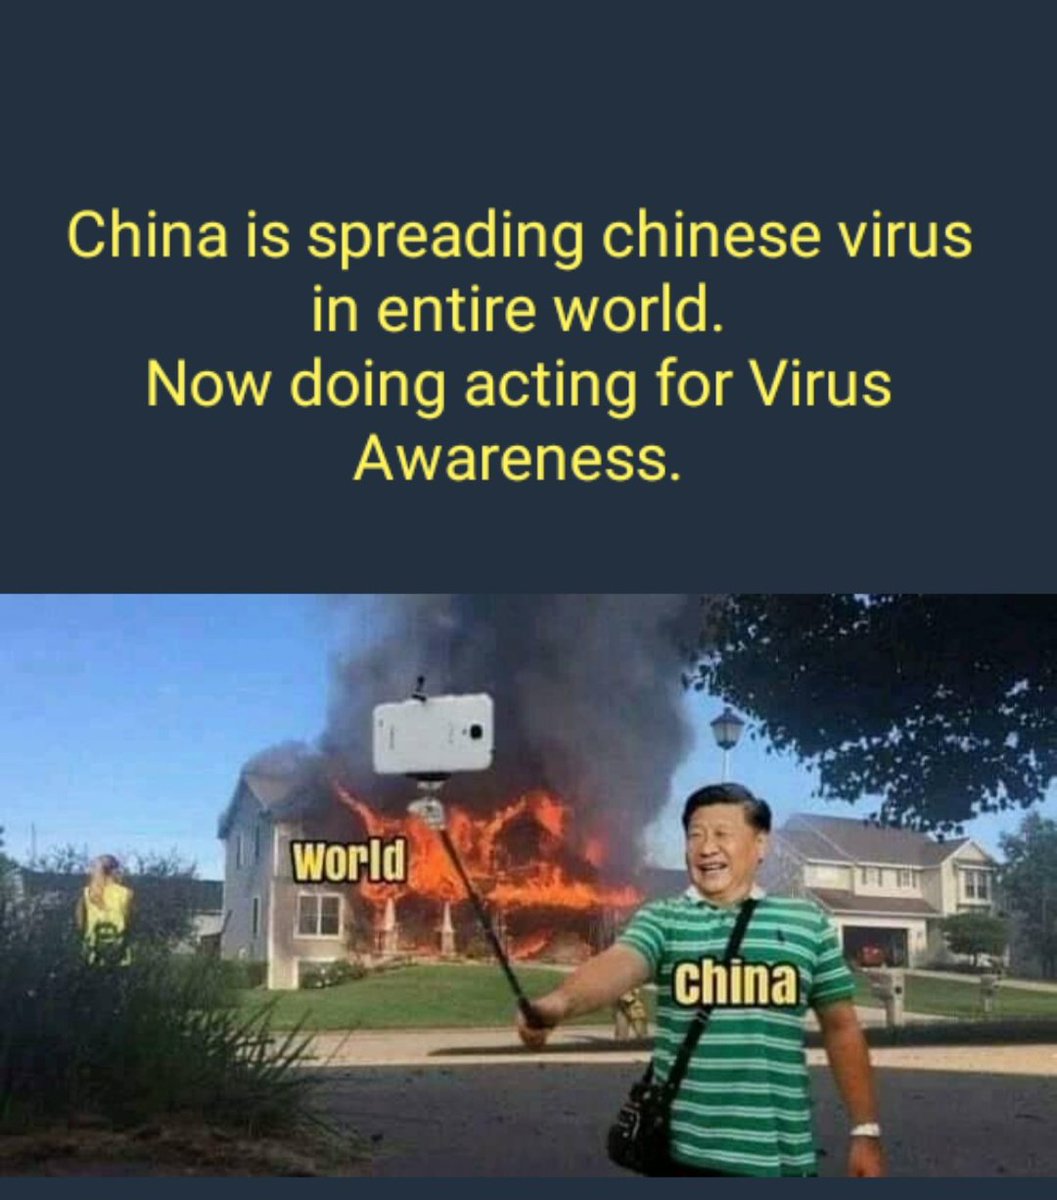 China is spreading chinese virus
in entire world.
Now doing acting for Virus
Awareness.
World
China